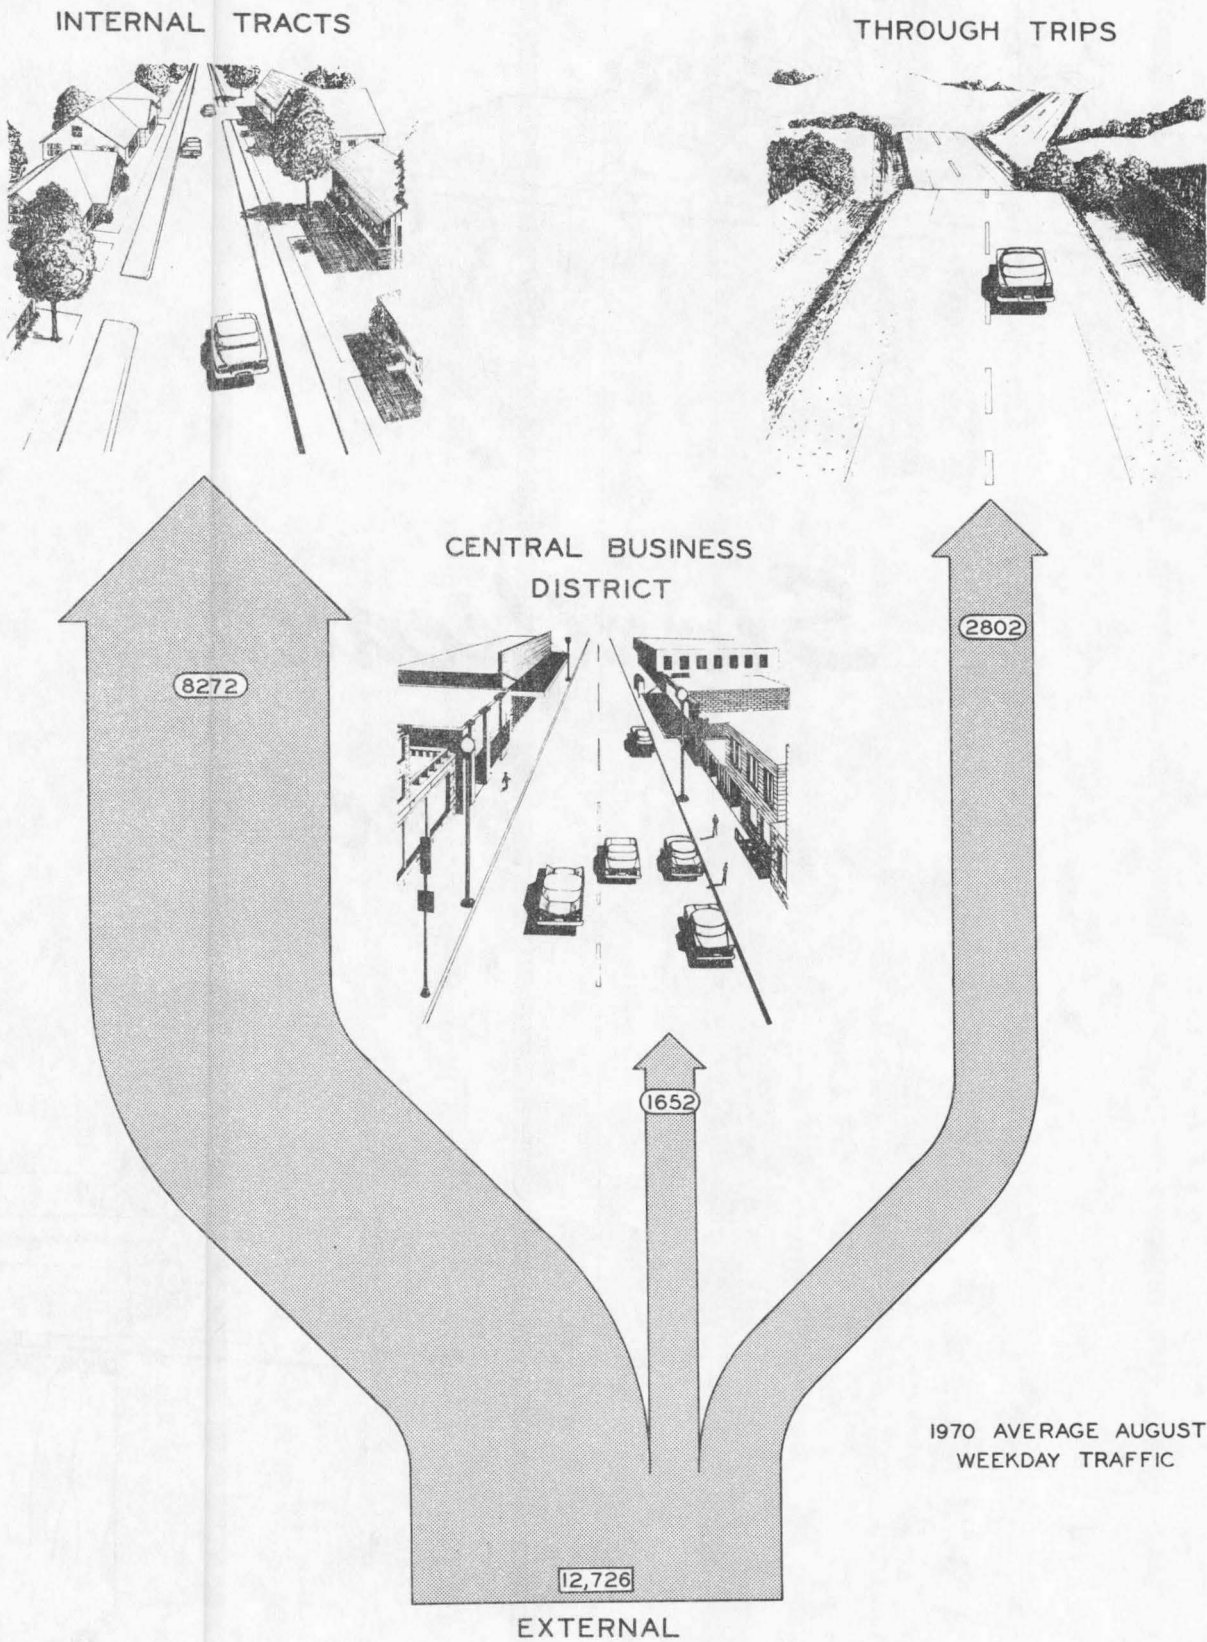 INTERNAL TRACTS
THROUGH TRIPS
CENTRAL BUSINESS
DISTRICT
2802
8272
1652
1970 AVERAGE AUGUST
WEEKDAY TRAFFIC
12,726
EXTERNAL